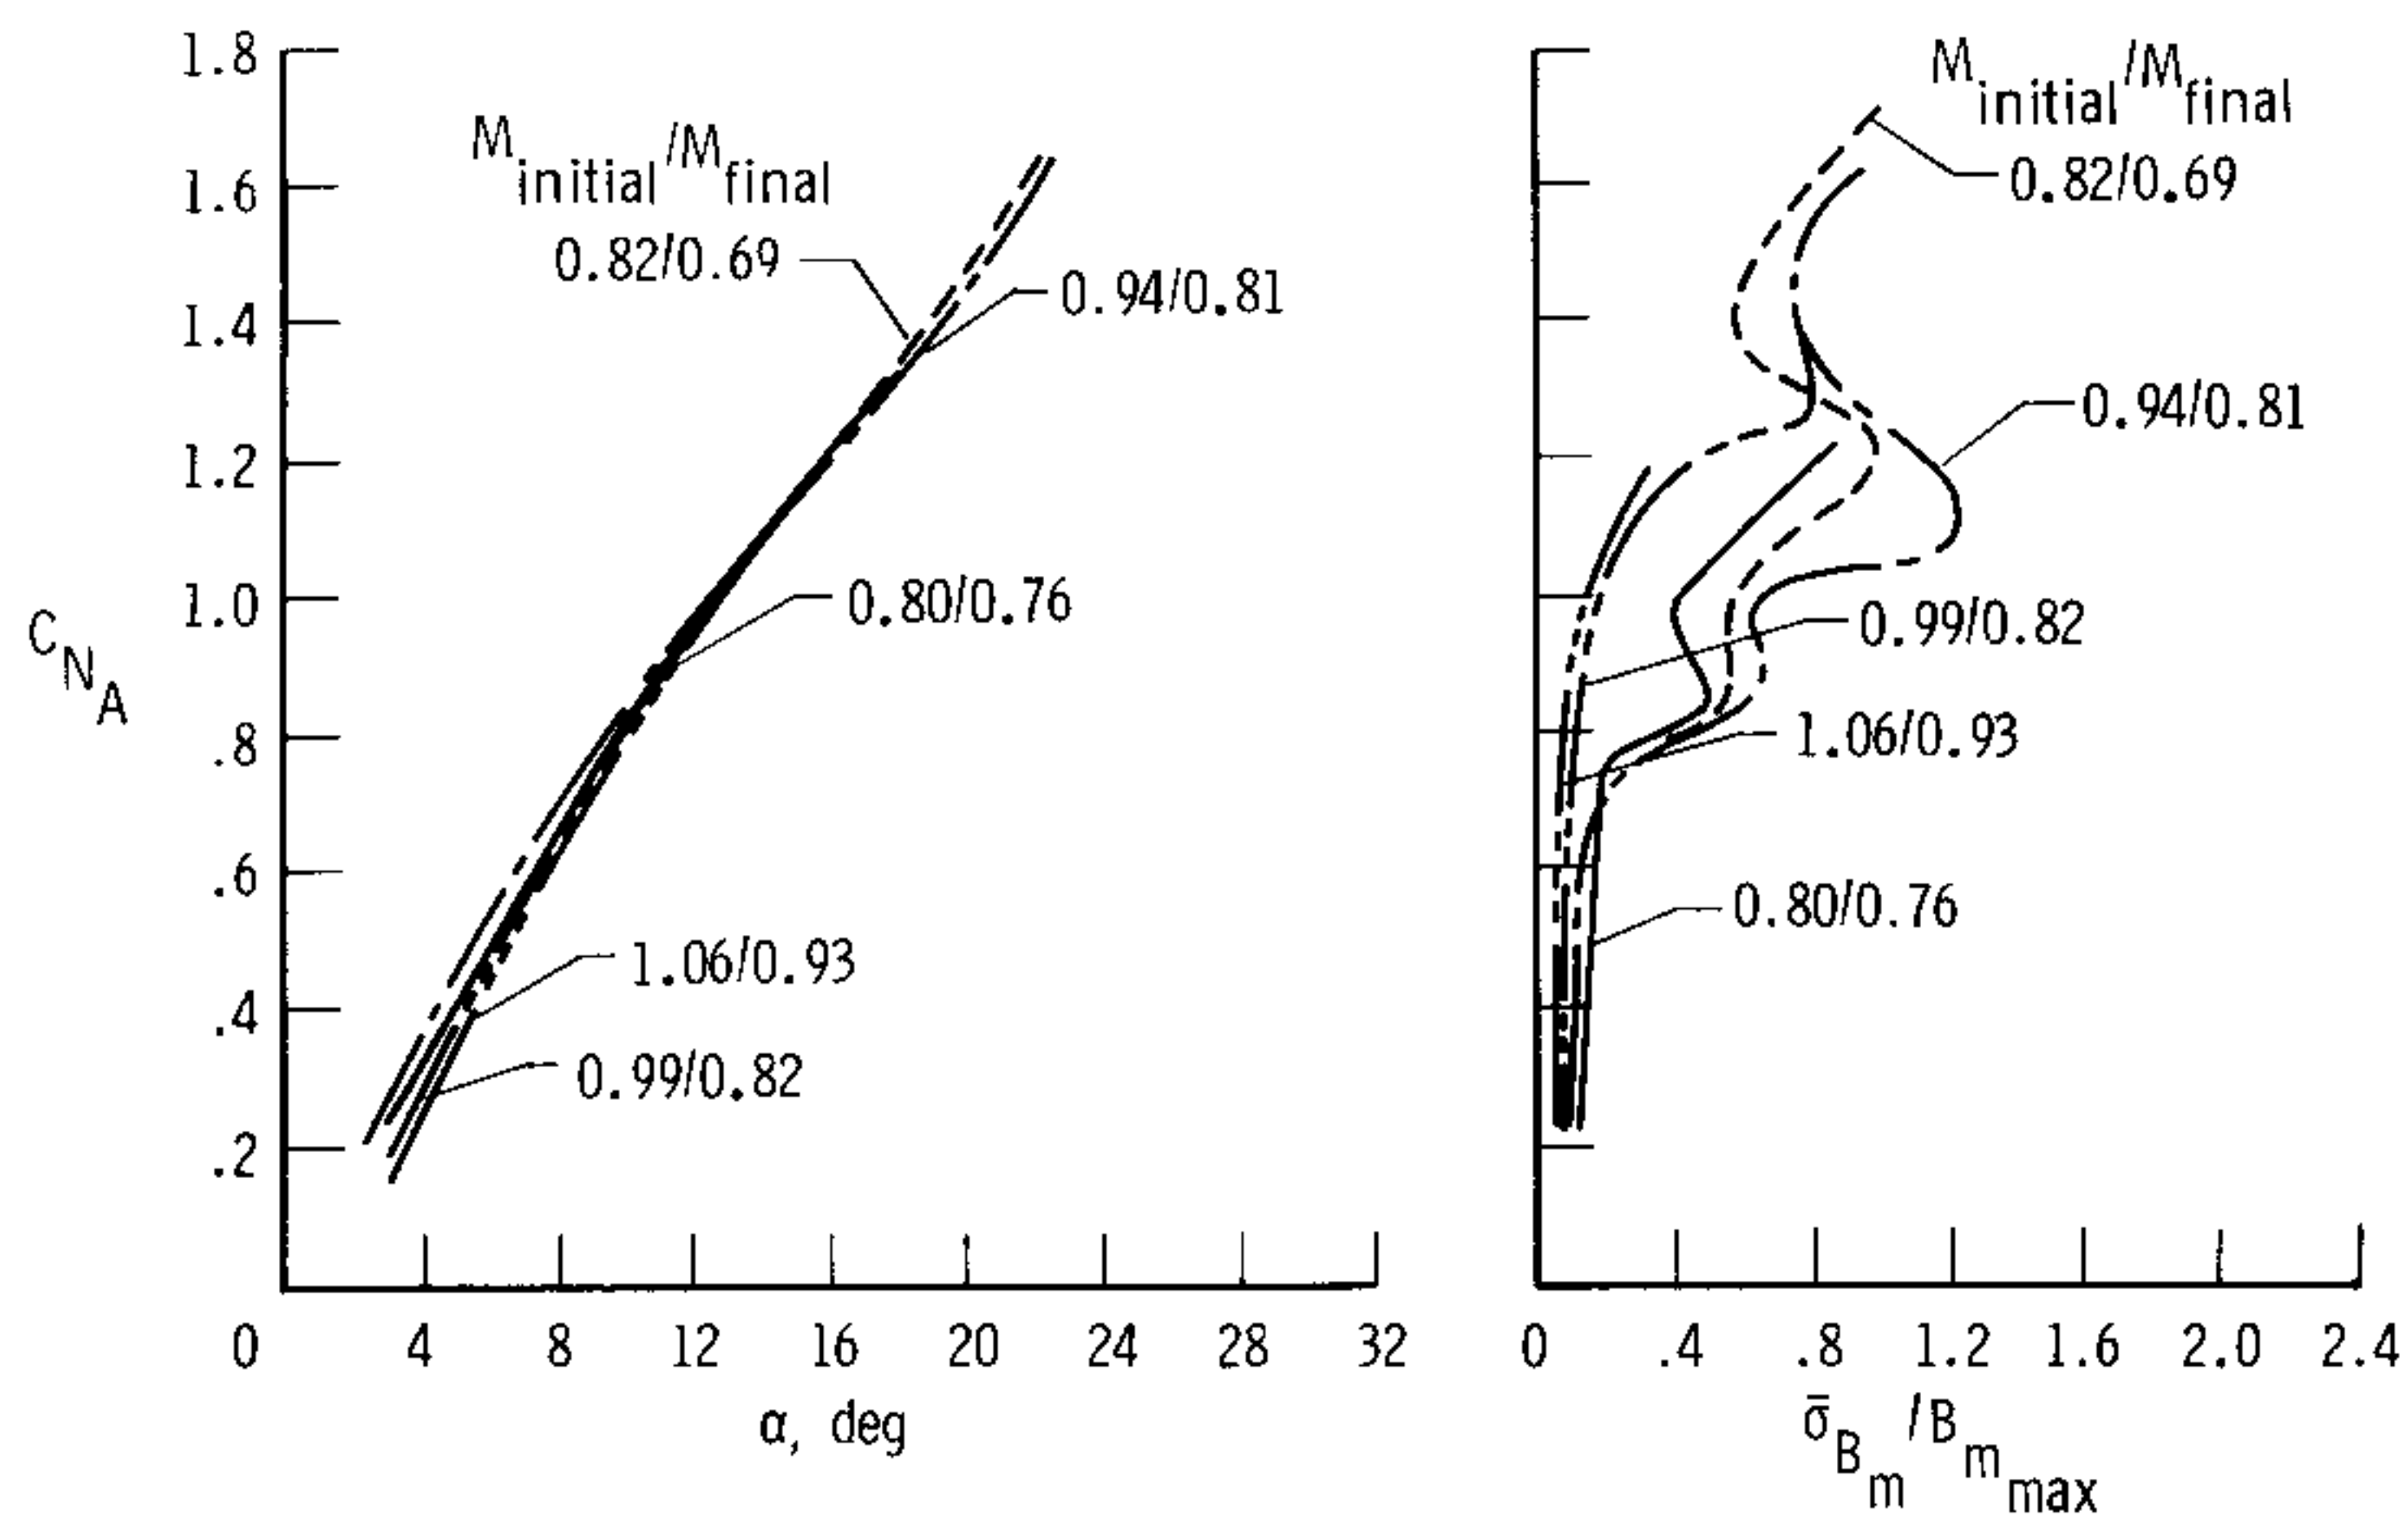 1.8
1.6
1.4
1.2
1.0
.8
.6
.4
.2
C_N_A
M_initial/M_final
0.82/0.69
0.94/0.81
0.80/0.76
1.06/0.93
0.99/0.82
0 4 8 12 16 20 24 28 32
α, deg
M_initial/M_final
0.82/0.69
0.94/0.81
0.99/0.82
1.06/0.93
0.80/0.76
0 .4 .8 1.2 1.6 2.0 2.4
σ̄_B_m/B_m_max